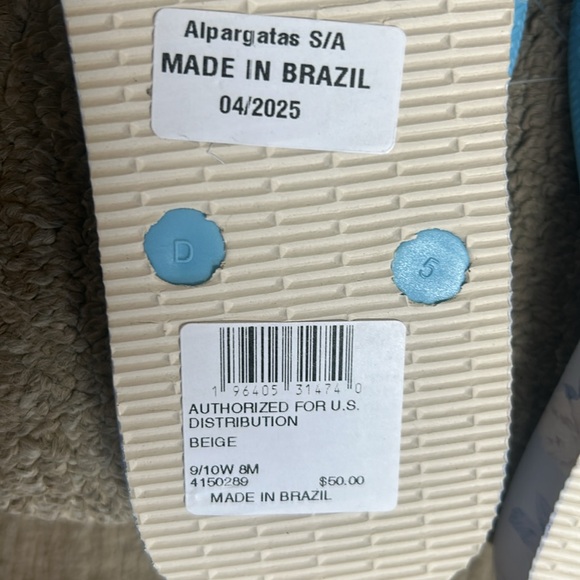 Alpargatas S/A
MADE IN BRAZIL
04/2025
D
5
1 96405 31474 0
AUTHORIZED FOR U.S.
DISTRIBUTION
BEIGE
9/10W 8M
4150289 $50.00
MADE IN BRAZIL